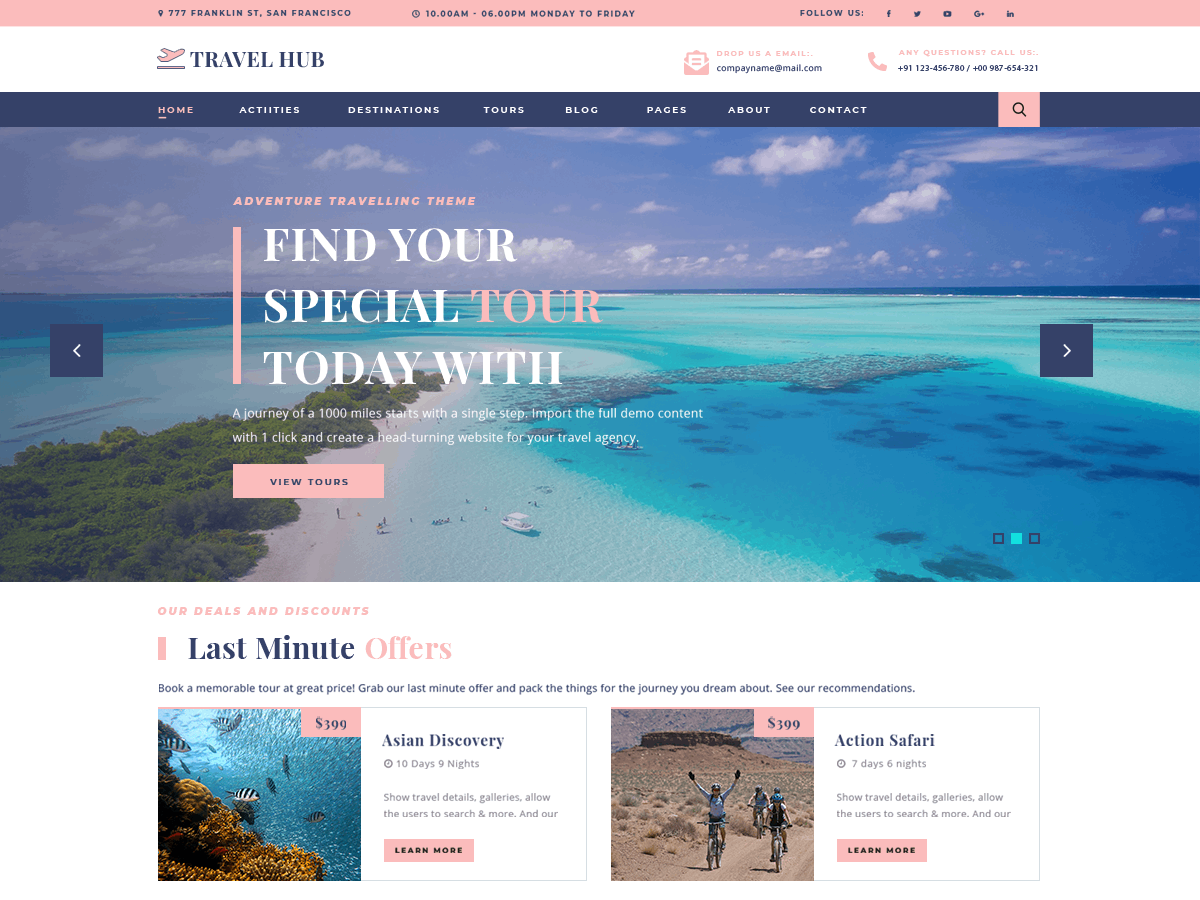 777 FRANKLIN ST, SAN FRANCISCO
10.00AM - 06.00PM MONDAY TO FRIDAY
FOLLOW US:
TRAVEL HUB
DROP US A EMAIL:.
compayname@mail.com
ANY QUESTIONS? CALL US:.
+91 123-456-780 / +00 987-654-321
HOME ACTIITIES DESTINATIONS TOURS BLOG PAGES ABOUT CONTACT
ADVENTURE TRAVELLING THEME
FIND YOUR
SPECIAL TOUR
TODAY WITH
A journey of a 1000 miles starts with a single step. Import the full demo content
with 1 click and create a head-turning website for your travel agency.
VIEW TOURS
OUR DEALS AND DISCOUNTS
Last Minute Offers
Book a memorable tour at great price! Grab our last minute offer and pack the things for the journey you dream about. See our recommendations.
$399
Asian Discovery
10 Days 9 Nights
Show travel details, galleries, allow
the users to search & more. And our
LEARN MORE
$399
Action Safari
7 days 6 nights
Show travel details, galleries, allow
the users to search & more. And our
LEARN MORE